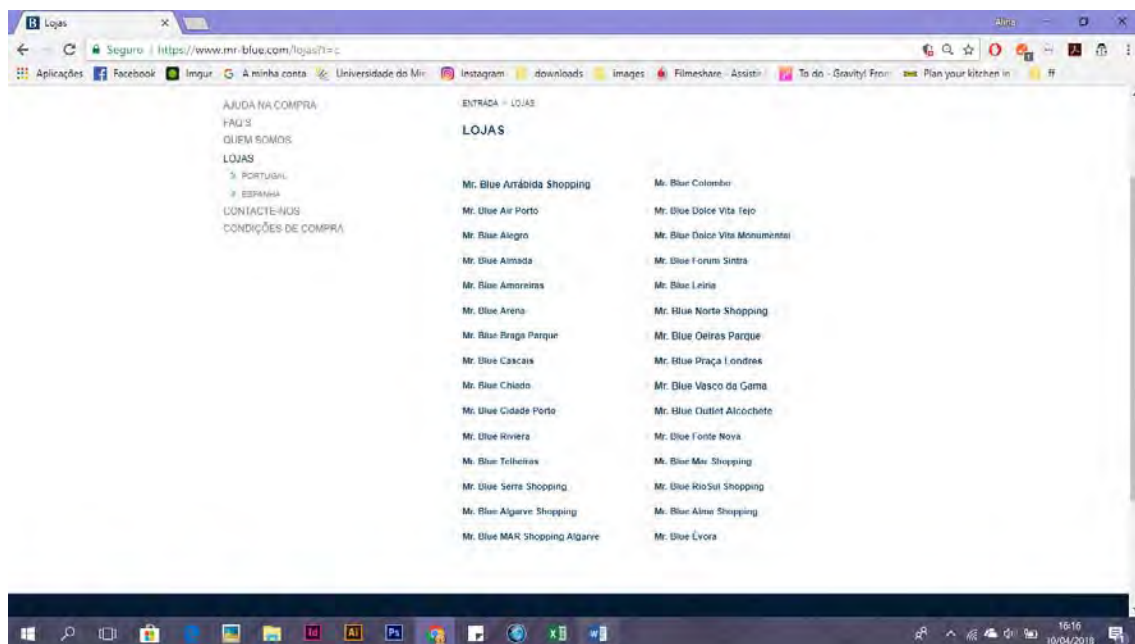 Lojas
Seguro | https://www.mr-blue.com/lojas?t=c
Aplicações Facebook Imgur A minha conta Universidade do Min Instagram downloads images Filmeshare - Assistir To do - Gravity! From Plan your kitchen in ff
AJUDA NA COMPRA
FAQ'S
QUEM SOMOS
LOJAS
PORTUGAL
ESPANHA
CONTACTE-NOS
CONDIÇÕES DE COMPRA
ENTRADA > LOJAS
LOJAS
Mr. Blue Arrábida Shopping
Mr. Blue Air Porto
Mr. Blue Alegro
Mr. Blue Almada
Mr. Blue Amoreiras
Mr. Blue Arena
Mr. Blue Braga Parque
Mr. Blue Cascais
Mr. Blue Chiado
Mr. Blue Cidade Porto
Mr. Blue Riviera
Mr. Blue Telheiras
Mr. Blue Serra Shopping
Mr. Blue Algarve Shopping
Mr. Blue MAR Shopping Algarve
Mr. Blue Colombo
Mr. Blue Dolce Vita Tejo
Mr. Blue Dolce Vita Monumental
Mr. Blue Forum Sintra
Mr. Blue Leiria
Mr. Blue Norte Shopping
Mr. Blue Oeiras Parque
Mr. Blue Praça Londres
Mr. Blue Vasco da Gama
Mr. Blue Outlet Alcochete
Mr. Blue Fonte Nova
Mr. Blue Mar Shopping
Mr. Blue RioSul Shopping
Mr. Blue Alma Shopping
Mr. Blue Évora
16:16
10/04/2018